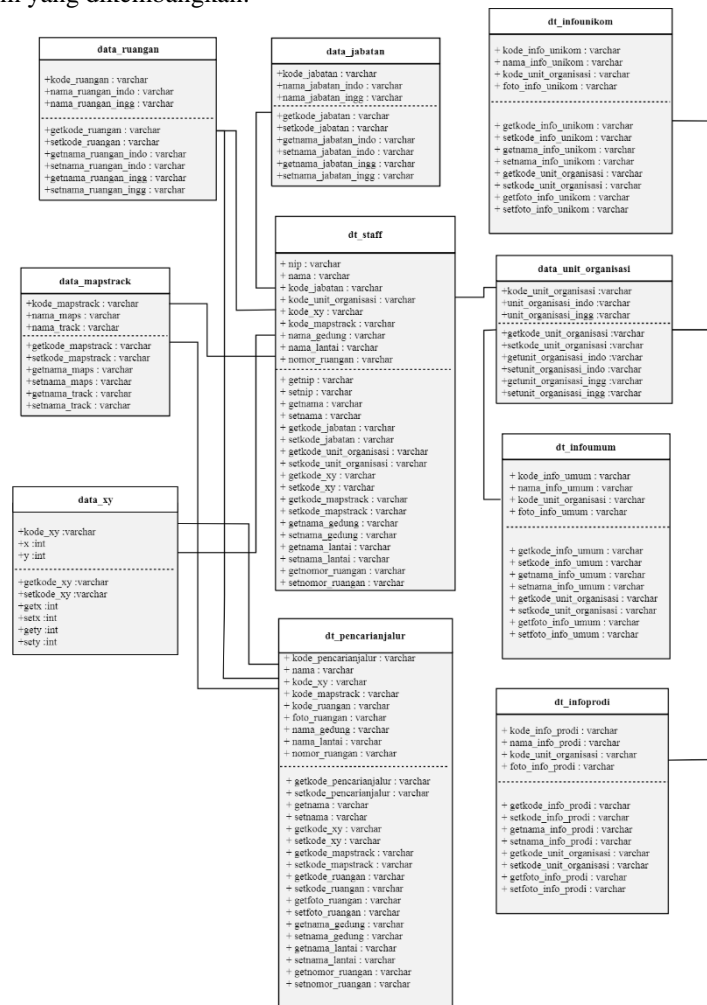 yang dikembangkan.
data_ruangan
+kode_ruangan : varchar
+nama_ruangan_indo : varchar
+nama_ruangan_ingg : varchar
+getkode_ruangan : varchar
+setkode_ruangan : varchar
+getnama_ruangan_indo : varchar
+setnama_ruangan_indo : varchar
+getnama_ruangan_ingg : varchar
+setnama_ruangan_ingg : varchar
data_jabatan
+kode_jabatan : varchar
+nama_jabatan_indo : varchar
+nama_jabatan_ingg : varchar
+getkode_jabatan : varchar
+setkode_jabatan : varchar
+getnama_jabatan_indo : varchar
+setnama_jabatan_indo : varchar
+getnama_jabatan_ingg : varchar
+setnama_jabatan_ingg : varchar
dt_infounikom
+ kode_info_unikom : varchar
+ nama_info_unikom : varchar
+ kode_unit_organisasi : varchar
+ foto_info_unikom : varchar
+ getkode_info_unikom : varchar
+ setkode_info_unikom : varchar
+ getnama_info_unikom : varchar
+ setnama_info_unikom : varchar
+ getkode_unit_organisasi : varchar
+ setkode_unit_organisasi : varchar
+ getfoto_info_unikom : varchar
+ setfoto_info_unikom : varchar
data_mapstrack
+kode_mapstrack : varchar
+nama_maps : varchar
+nama_track : varchar
+getkode_mapstrack : varchar
+setkode_mapstrack : varchar
+getnama_maps : varchar
+setnama_maps : varchar
+getnama_track : varchar
+setnama_track : varchar
dt_staff
+ nip : varchar
+ nama : varchar
+ kode_jabatan : varchar
+ kode_unit_organisasi : varchar
+ kode_xy : varchar
+ kode_mapstrack : varchar
+ nama_gedung : varchar
+ nama_lantai : varchar
+ nomor_ruangan : varchar
+ getnip : varchar
+ setnip : varchar
+ getnama : varchar
+ setnama : varchar
+ getkode_jabatan : varchar
+ setkode_jabatan : varchar
+ getkode_unit_organisasi : varchar
+ setkode_unit_organisasi : varchar
+ getkode_xy : varchar
+ setkode_xy : varchar
+ getkode_mapstrack : varchar
+ setkode_mapstrack : varchar
+ getnama_gedung : varchar
+ setnama_gedung : varchar
+ getnama_lantai : varchar
+ setnama_lantai : varchar
+ getnomor_ruangan : varchar
+ setnomor_ruangan : varchar
data_unit_organisasi
+kode_unit_organisasi :varchar
+unit_organisasi_indo :varchar
+unit_organisasi_ingg :varchar
+getkode_unit_organisasi :varchar
+setkode_unit_organisasi :varchar
+getunit_organisasi_indo :varchar
+setunit_organisasi_indo :varchar
+getunit_organisasi_ingg :varchar
+setunit_organisasi_ingg :varchar
dt_infoumum
+ kode_info_umum : varchar
+ nama_info_umum : varchar
+ kode_unit_organisasi : varchar
+ foto_info_umum : varchar
+ getkode_info_umum : varchar
+ setkode_info_umum : varchar
+ getnama_info_umum : varchar
+ setnama_info_umum : varchar
+ getkode_unit_organisasi : varchar
+ setkode_unit_organisasi : varchar
+ getfoto_info_umum : varchar
+ setfoto_info_umum : varchar
data_xy
+kode_xy :varchar
+x :int
+y :int
+getkode_xy :varchar
+setkode_xy :varchar
+getx :int
+setx :int
+gety :int
+sety :int
dt_pencarianjalur
+ kode_pencarianjalur : varchar
+ nama : varchar
+ kode_xy : varchar
+ kode_mapstrack : varchar
+ kode_ruangan : varchar
+ foto_ruangan : varchar
+ nama_gedung : varchar
+ nama_lantai : varchar
+ nomor_ruangan : varchar
+ getkode_pencarianjalur : varchar
+ setkode_pencarianjalur : varchar
+ getnama : varchar
+ setnama : varchar
+ getkode_xy : varchar
+ setkode_xy : varchar
+ getkode_mapstrack : varchar
+ setkode_mapstrack : varchar
+ getkode_ruangan : varchar
+ setkode_ruangan : varchar
+ getfoto_ruangan : varchar
+ setfoto_ruangan : varchar
+ getnama_gedung : varchar
+ setnama_gedung : varchar
+ getnama_lantai : varchar
+ setnama_lantai : varchar
+ getnomor_ruangan : varchar
+ setnomor_ruangan : varchar
dt_infoprodi
+ kode_info_prodi : varchar
+ nama_info_prodi : varchar
+ kode_unit_organisasi : varchar
+ foto_info_prodi : varchar
+ getkode_info_prodi : varchar
+ setkode_info_prodi : varchar
+ getnama_info_prodi : varchar
+ setnama_info_prodi : varchar
+ getkode_unit_organisasi : varchar
+ setkode_unit_organisasi : varchar
+ getfoto_info_prodi : varchar
+ setfoto_info_prodi : varchar